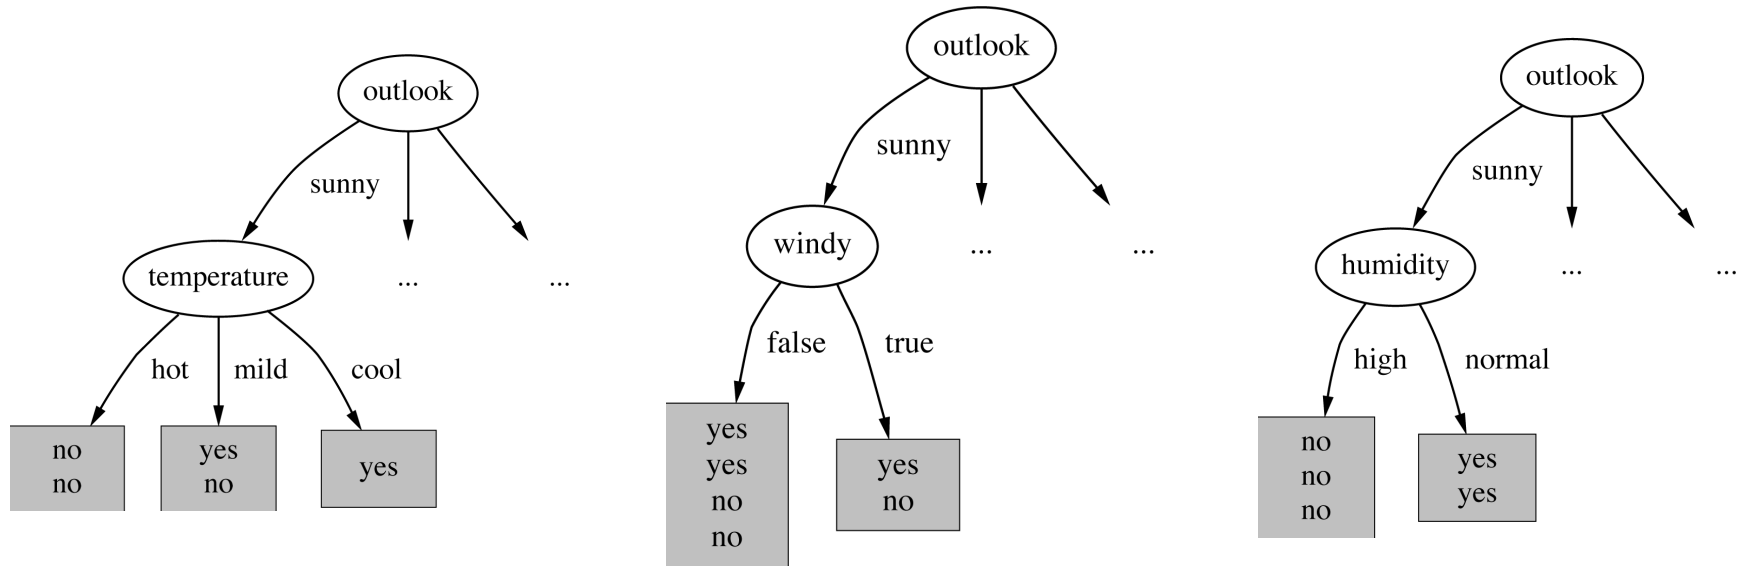 outlook
sunny
temperature
...
...
hot
mild
cool
no
no
yes
no
yes
outlook
sunny
windy
...
...
false
true
yes
yes
no
no
yes
no
outlook
sunny
humidity
...
...
high
normal
no
no
no
yes
yes